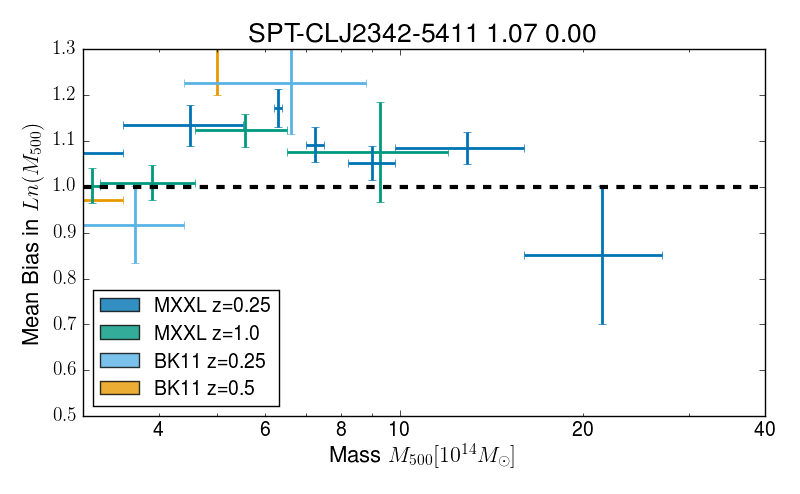 SPT-CLJ2342-5411 1.07 0.00
1.3
1.2
1.1
1.0
0.9
0.8
0.7
0.6
0.5
Mean Bias in Ln(M₅₀₀)
MXXL z=0.25
MXXL z=1.0
BK11 z=0.25
BK11 z=0.5
4 6 8 10 20 40
Mass M₅₀₀[10¹⁴M☉]